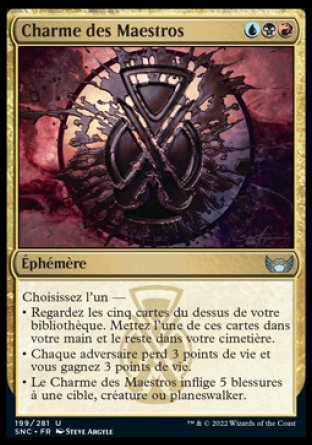 Charme des Maestros
Éphémère
Choisissez l'un —
• Regardez les cinq cartes du dessus de votre
bibliothèque. Mettez l'une de ces cartes dans
votre main et le reste dans votre cimetière.
• Chaque adversaire perd 3 points de vie et
vous gagnez 3 points de vie.
• Le Charme des Maestros inflige 5 blessures
à une cible, créature ou planeswalker.
199/281 U
SNC • FR Steve Argyle
™ & © 2022 Wizards of the Coast